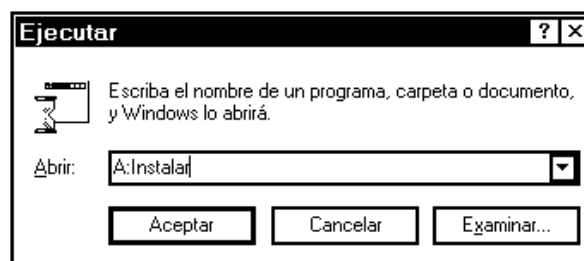 Ejecutar
Escriba el nombre de un programa, carpeta o documento,
y Windows lo abrirá.
Abrir: A:Instalar
Aceptar Cancelar Examinar...